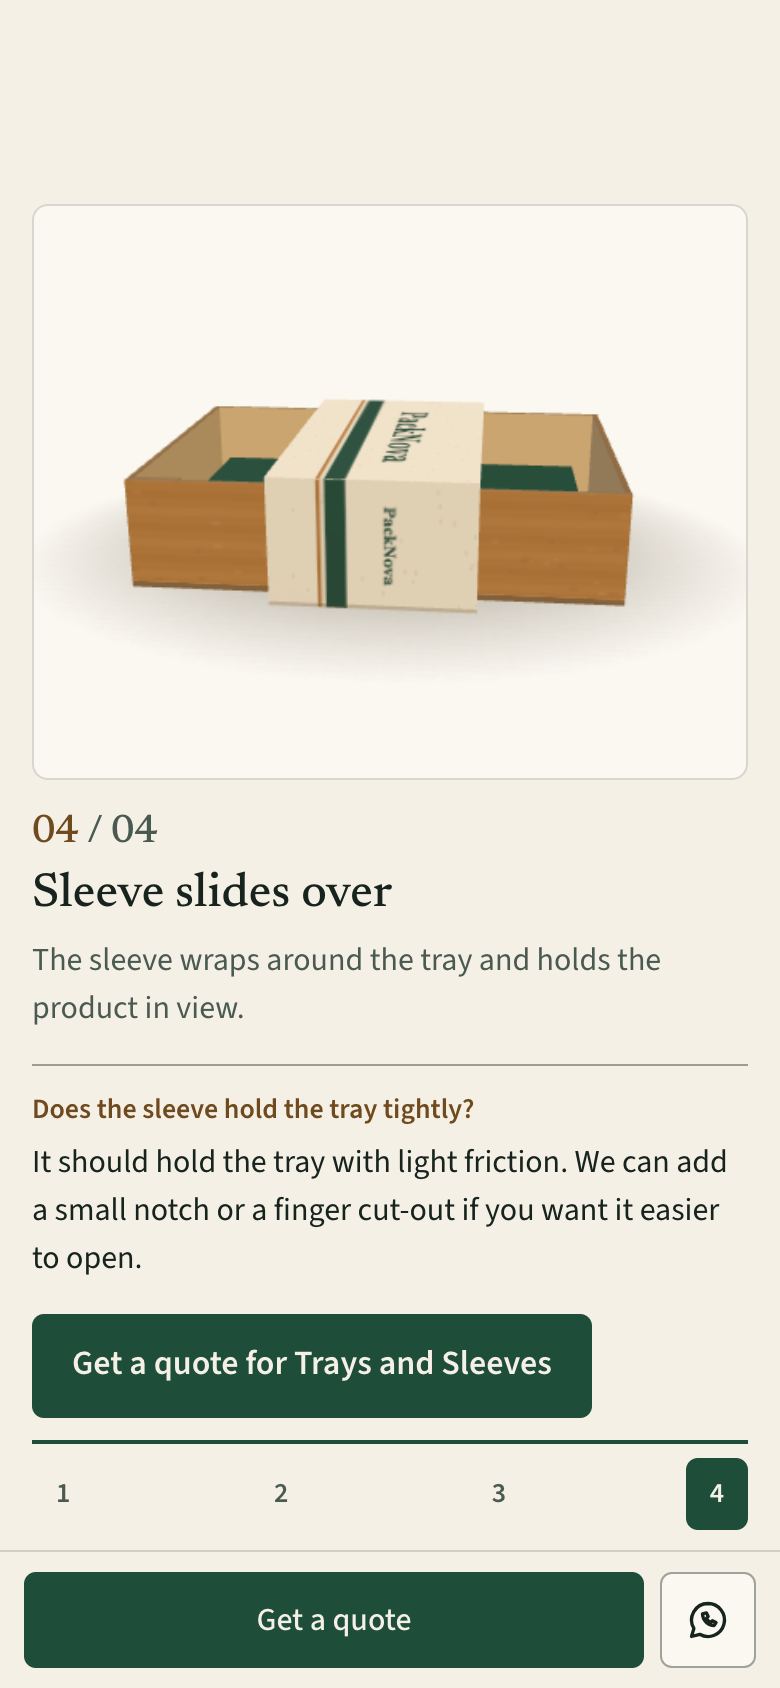 PackNova
PackNova
04 / 04
Sleeve slides over
The sleeve wraps around the tray and holds the
product in view.
Does the sleeve hold the tray tightly?
It should hold the tray with light friction. We can add
a small notch or a finger cut-out if you want it easier
to open.
Get a quote for Trays and Sleeves
1 2 3 4
Get a quote